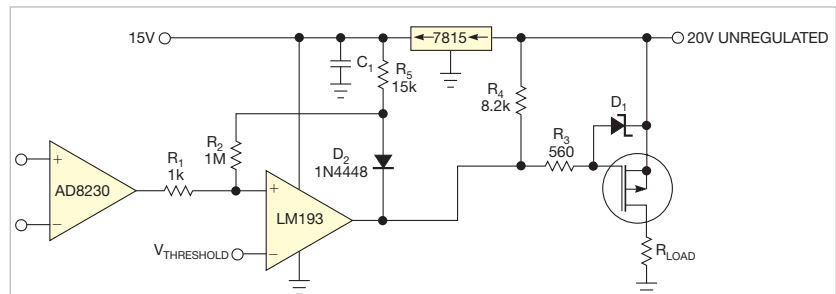 15V
7815
20V UNREGULATED
C1
R5
15k
R4
8.2k
D1
R2
1M
R3
560
R1
1k
D2
1N4448
+
−
AD8230
+
−
LM193
VTHRESHOLD
RLOAD